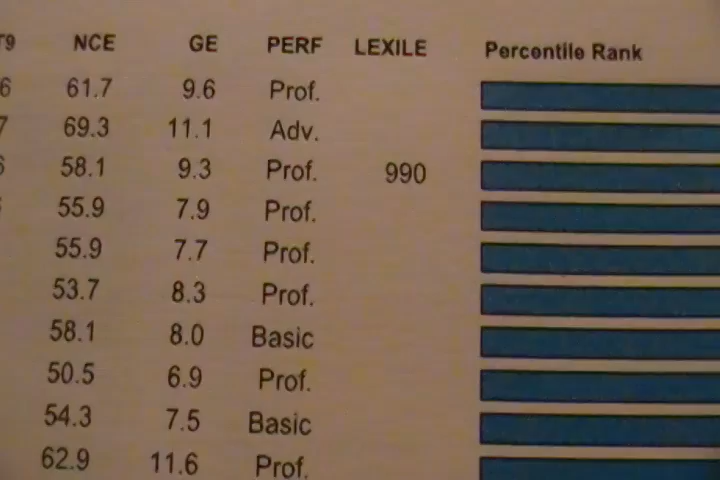 T9 NCE GE PERF LEXILE Percentile Rank
6 61.7 9.6 Prof.
7 69.3 11.1 Adv.
58.1 9.3 Prof. 990
55.9 7.9 Prof.
55.9 7.7 Prof.
53.7 8.3 Prof.
58.1 8.0 Basic
50.5 6.9 Prof.
54.3 7.5 Basic
62.9 11.6 Prof.